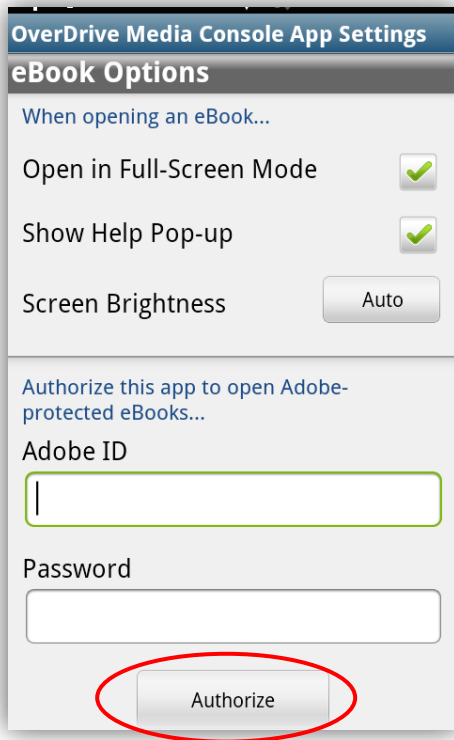 OverDrive Media Console App Settings
eBook Options
When opening an eBook...
Open in Full-Screen Mode
Show Help Pop-up
Screen Brightness
Auto
Authorize this app to open Adobe-
protected eBooks...
Adobe ID
Password
Authorize